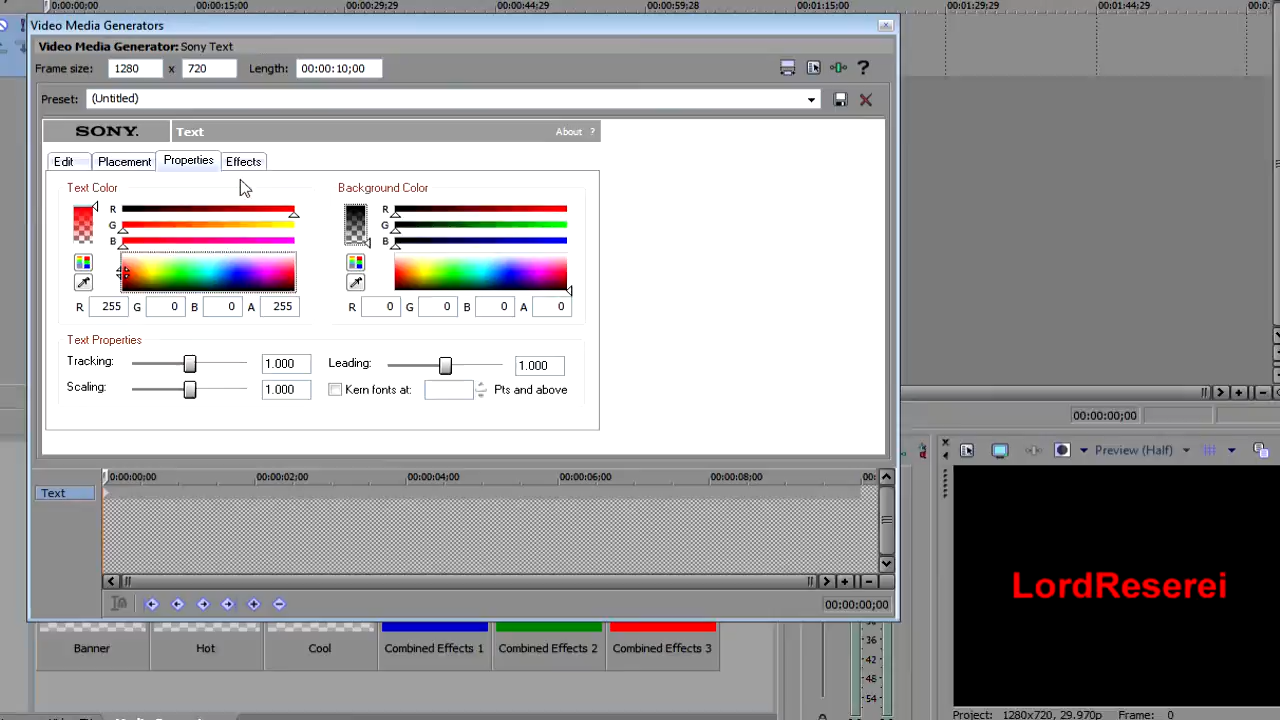 0:00:00;00 00:00:15;00 00:00:29;29 00:00:44;29 00:00:59;28 00:01:15;00 00:01:29;29 00:01:44;29 00:0
Video Media Generators
Video Media Generator: Sony Text
Frame size: 1280 x 720 Length: 00:00:10;00
Preset: (Untitled)
SONY. Text About ?
Edit Placement Properties Effects
Text Color Background Color
R R
G G
B B
R 255 G 0 B 0 A 255 R 0 G 0 B 0 A 0
Text Properties
Tracking: 1.000 Leading: 1.000
Scaling: 1.000 Kern fonts at: Pts and above
00:00:00;00
Preview (Half)
0:00:00;00 00:00:02;00 00:00:04;00 00:00:06;00 00:00:08;00 00:
Text
LordReserei
00:00:00;00
Banner Hot Cool Combined Effects 1 Combined Effects 2 Combined Effects 3
36
42
48
54
Project: 1280x720, 29.970p Frame: 0